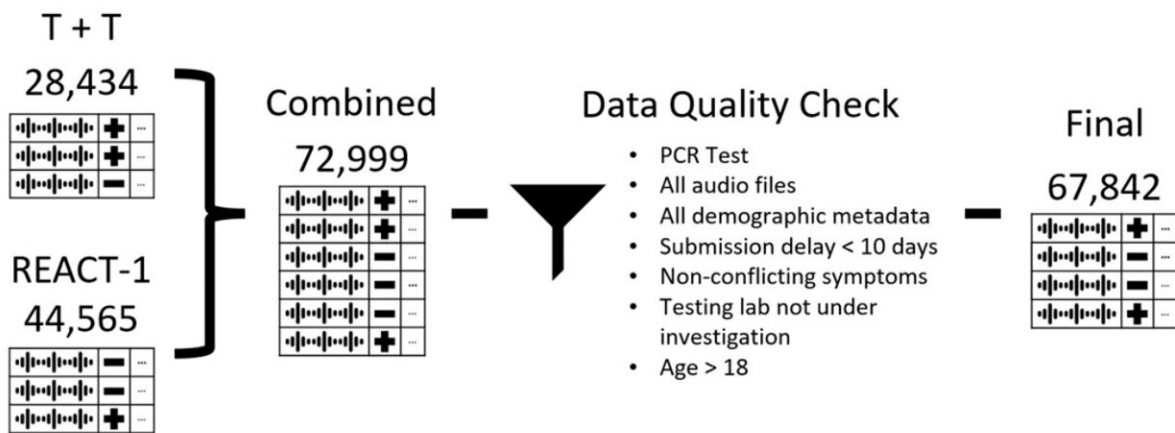 T + T
28,434
REACT-1
44,565
Combined
72,999
Data Quality Check
• PCR Test
• All audio files
• All demographic metadata
• Submission delay < 10 days
• Non-conflicting symptoms
• Testing lab not under
investigation
• Age > 18
Final
67,842